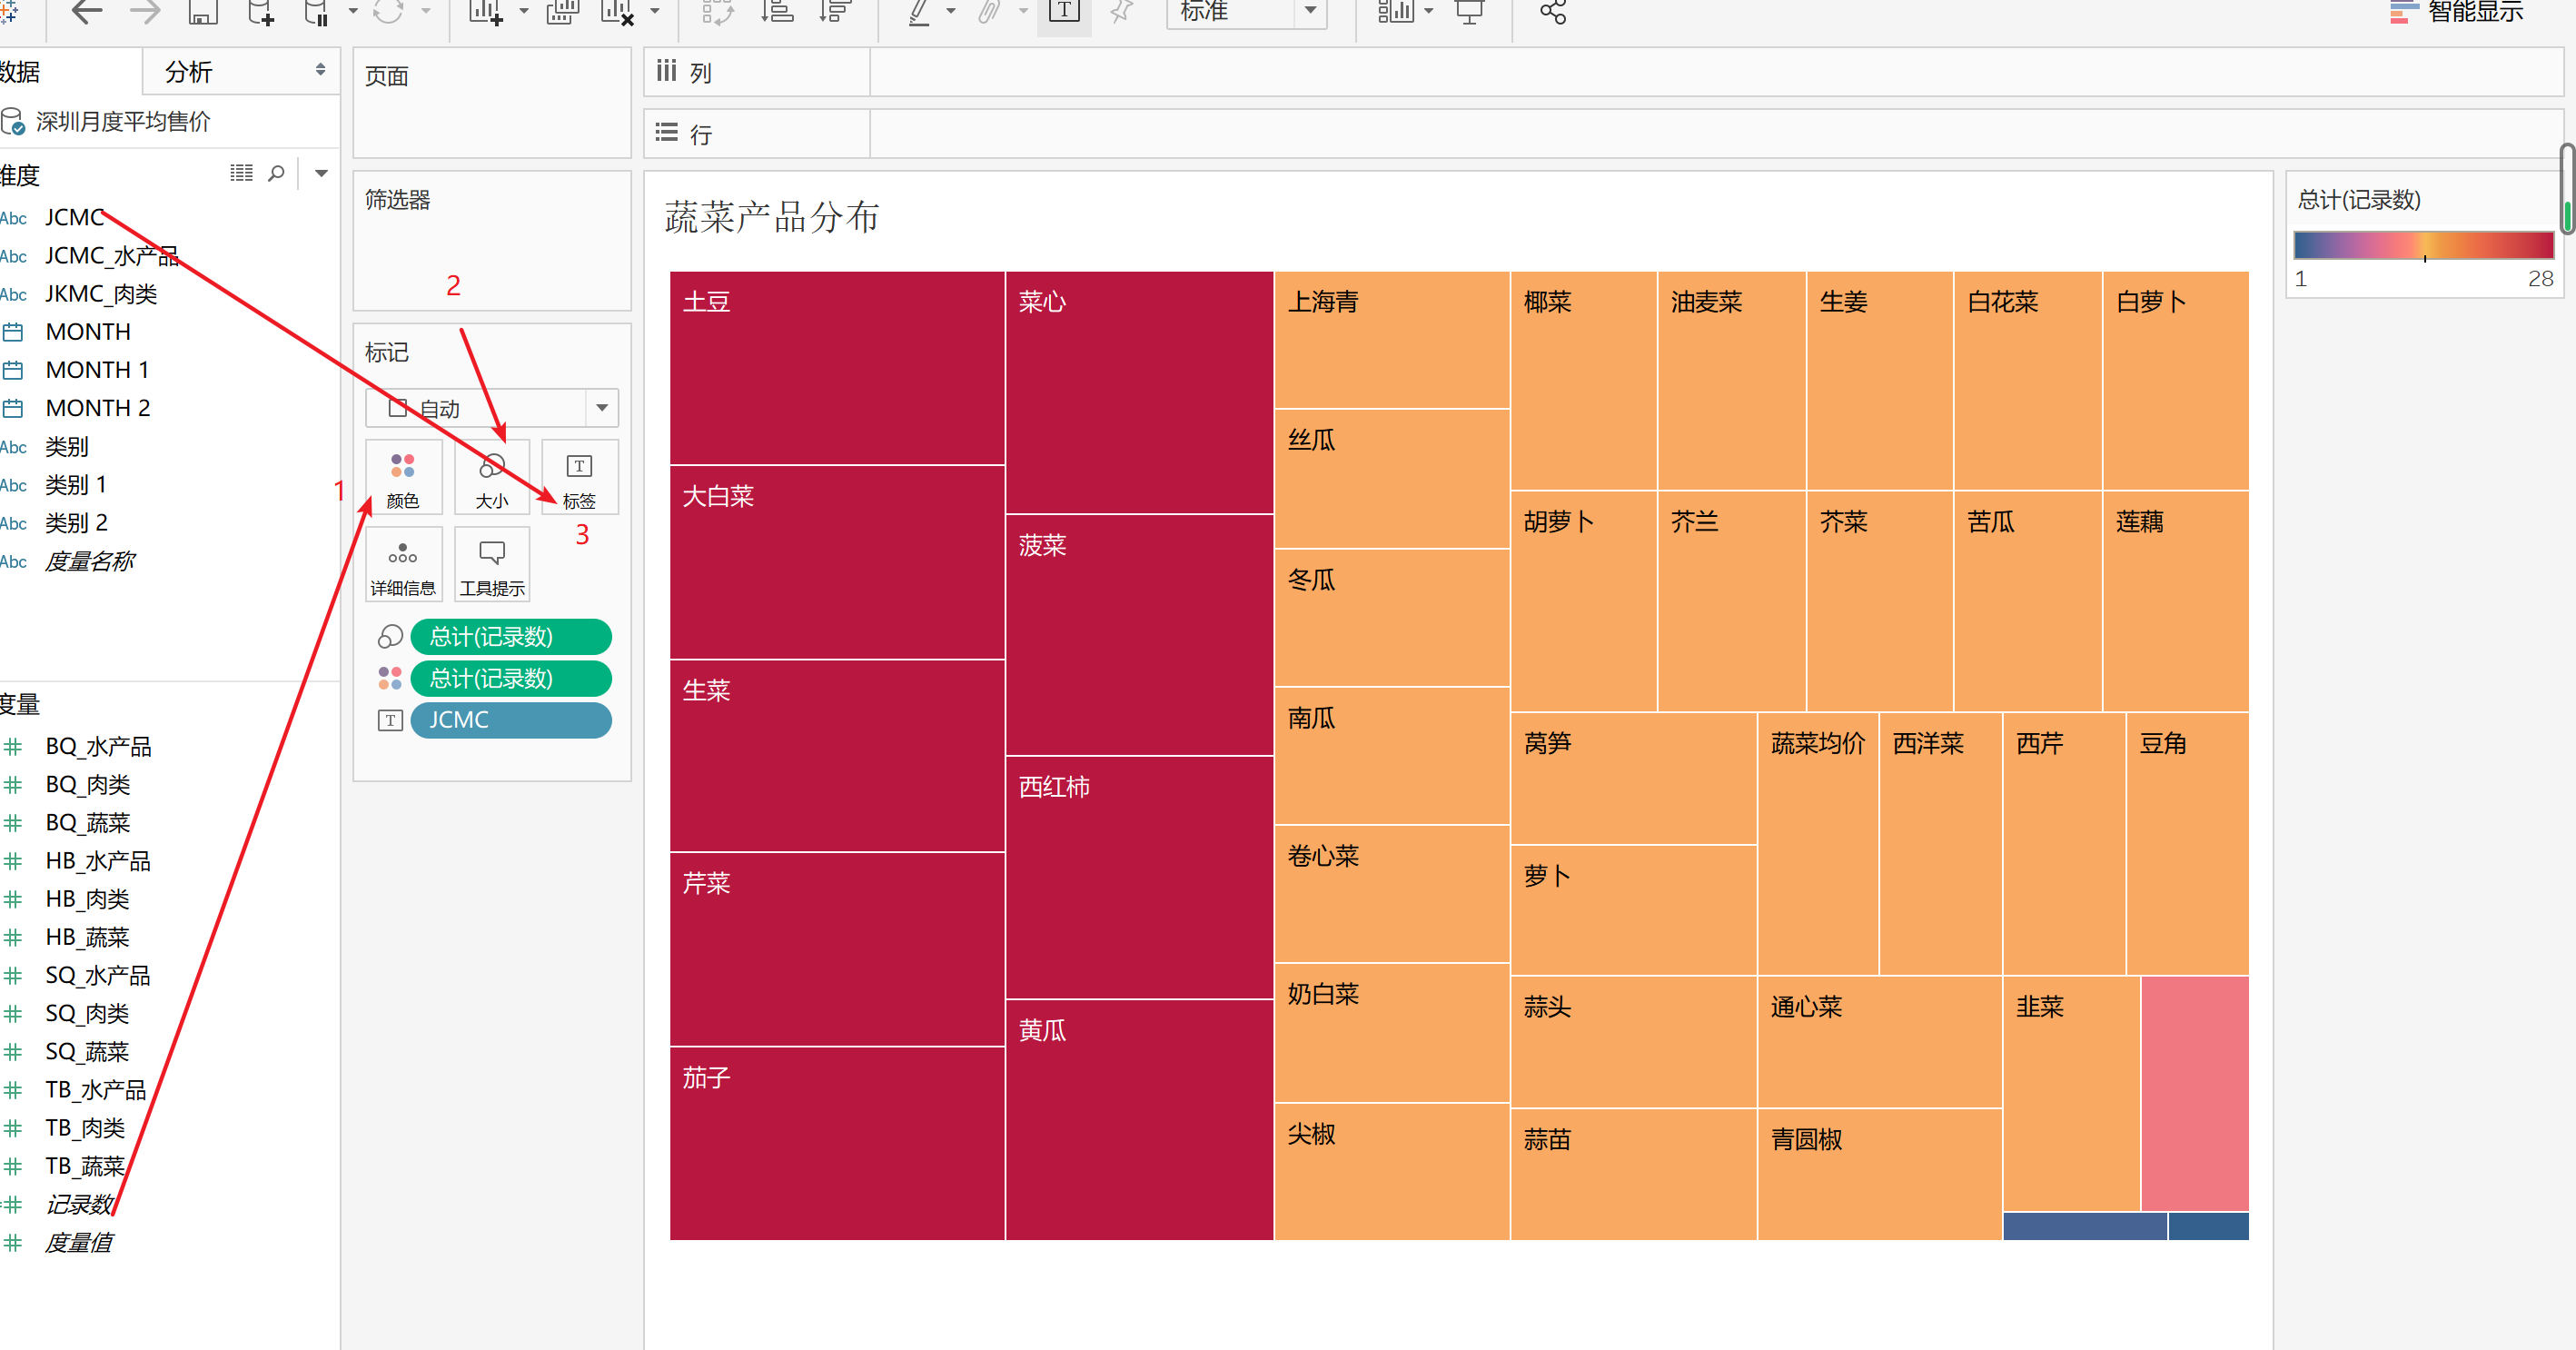 标准
智能显示
数据
分析
深圳月度平均售价
维度
Abc JCMC
Abc JCMC_水产品
Abc JKMC_肉类
MONTH
MONTH 1
MONTH 2
Abc 类别
Abc 类别 1
Abc 类别 2
Abc 度量名称
度量
BQ_水产品
BQ_肉类
BQ_蔬菜
HB_水产品
HB_肉类
HB_蔬菜
SQ_水产品
SQ_肉类
SQ_蔬菜
TB_水产品
TB_肉类
TB_蔬菜
记录数
度量值
页面
筛选器
2
标记
自动
1
颜色
大小
标签
3
详细信息
工具提示
总计(记录数)
总计(记录数)
JCMC
列
行
蔬菜产品分布
土豆
大白菜
生菜
芹菜
茄子
菜心
菠菜
西红柿
黄瓜
上海青
丝瓜
冬瓜
南瓜
卷心菜
奶白菜
尖椒
椰菜
油麦菜
生姜
白花菜
白萝卜
胡萝卜
芥兰
芥菜
苦瓜
莲藕
莴笋
萝卜
蔬菜均价
西洋菜
西芹
豆角
蒜头
蒜苗
通心菜
青圆椒
韭菜
总计(记录数)
1
28